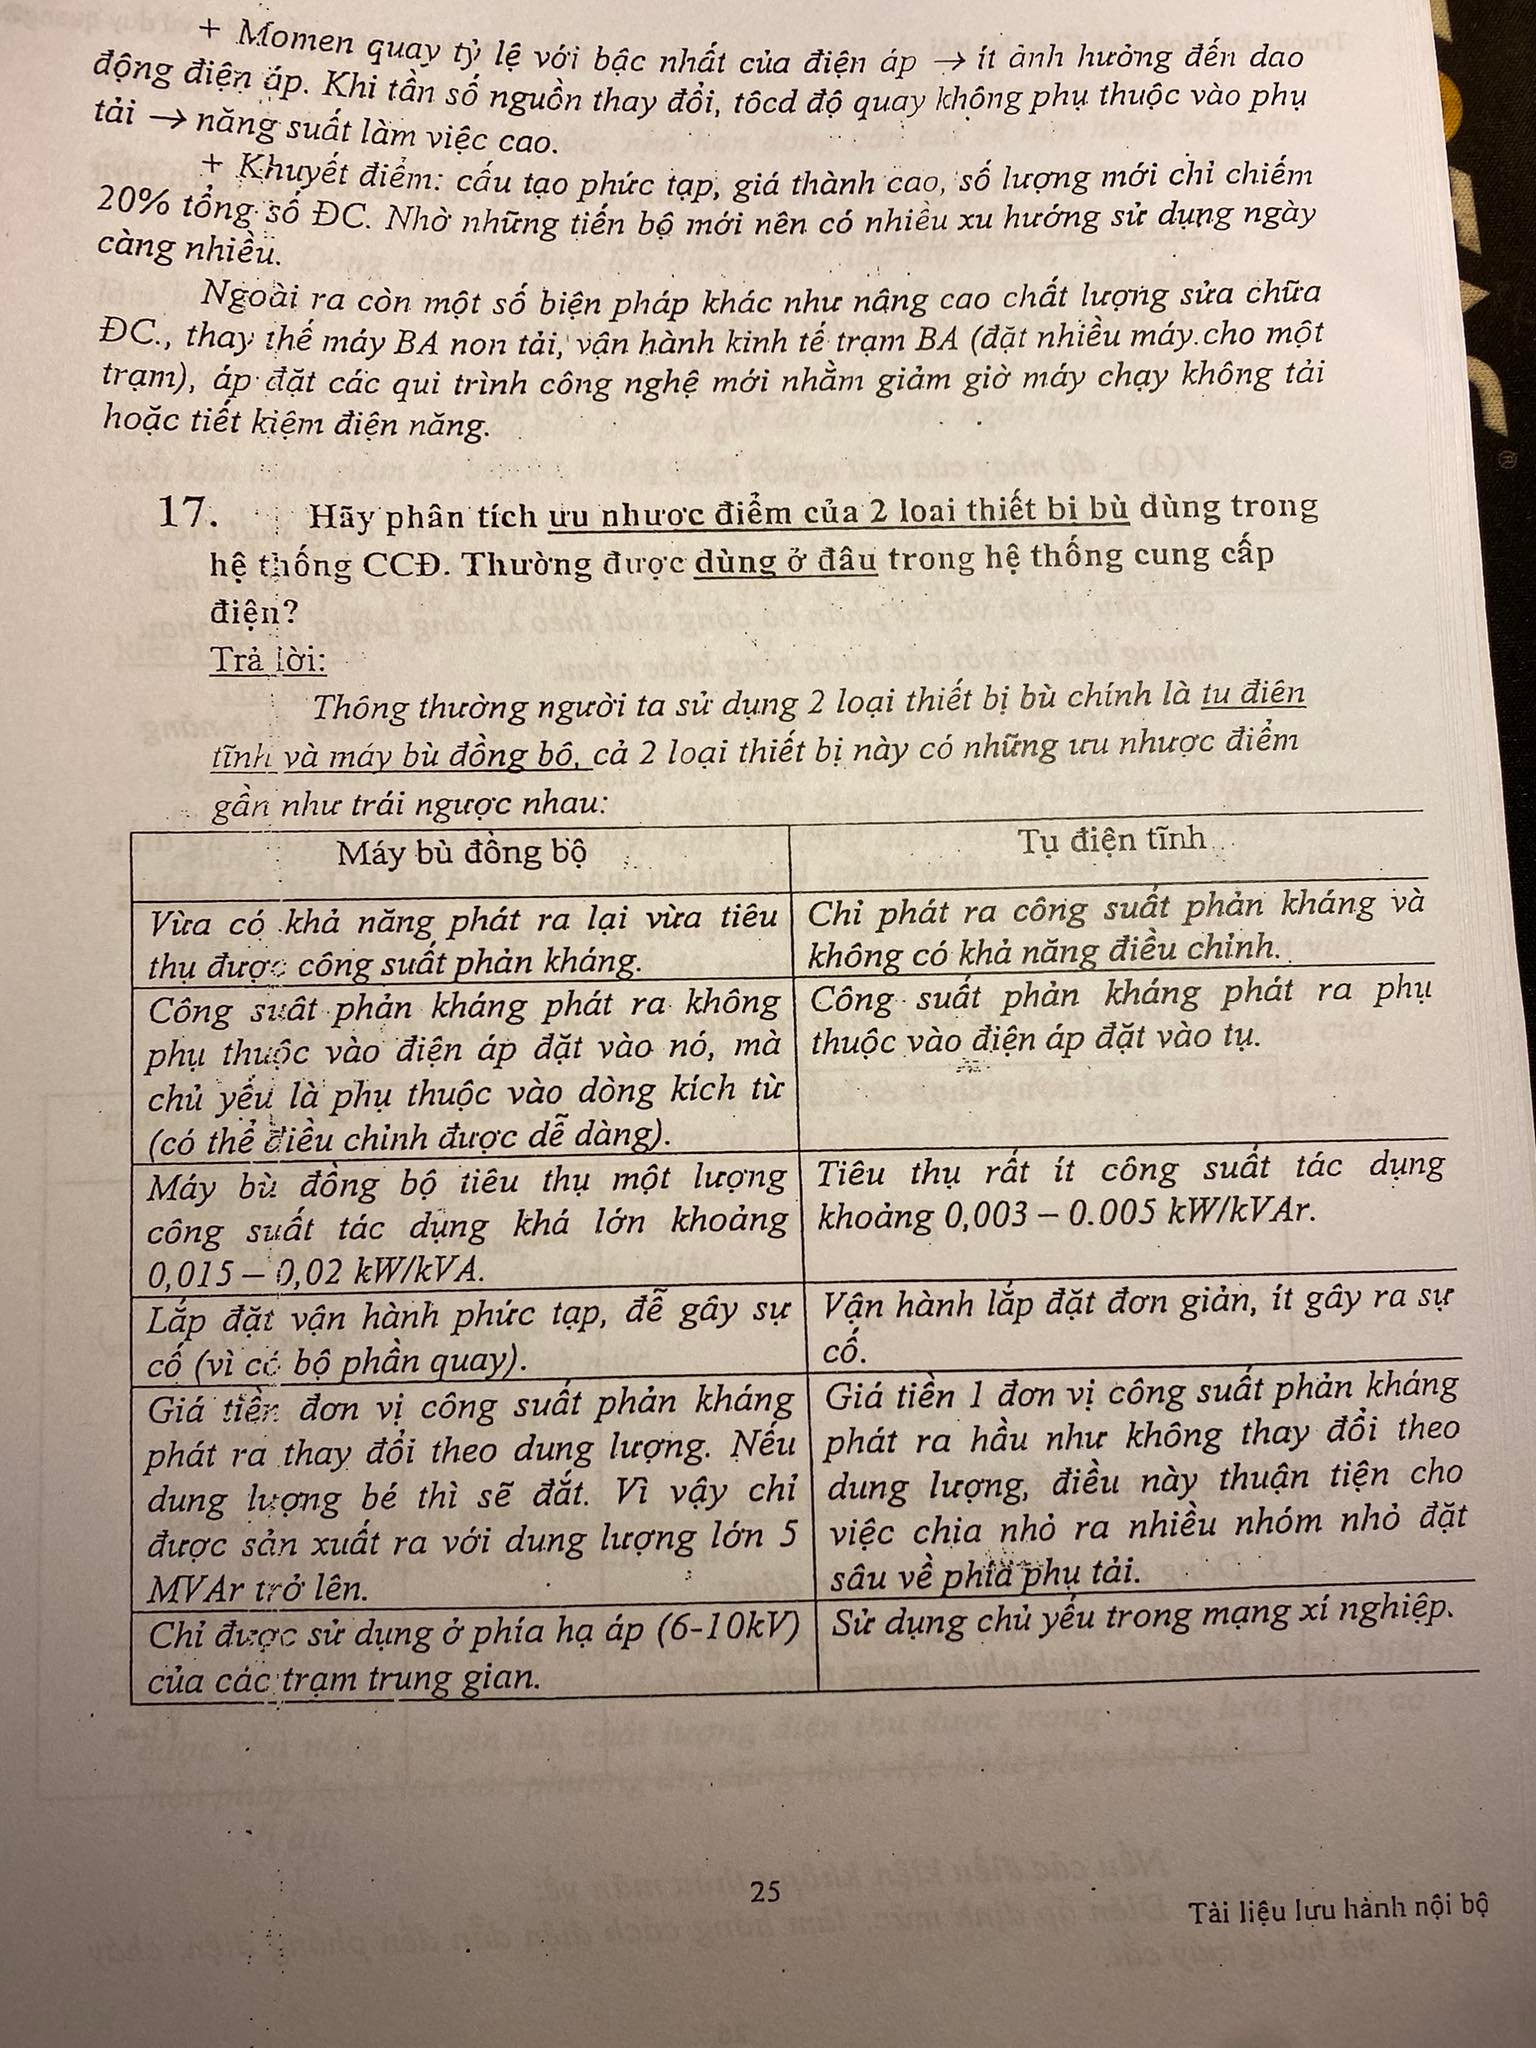 + Momen quay tỷ lệ với bậc nhất của điện áp → ít ảnh hưởng đến dao
động điện áp. Khi tần số nguồn thay đổi, tôcd độ quay không phụ thuộc vào phụ
tải → năng suất làm việc cao.
+ Khuyết điểm: cấu tạo phức tạp, giá thành cao, số lượng mới chỉ chiếm
20% tổng số ĐC. Nhờ những tiến bộ mới nên có nhiều xu hướng sử dụng ngày
càng nhiều.
Ngoài ra còn một số biện pháp khác như nâng cao chất lượng sửa chữa
ĐC., thay thế máy BA non tải, vận hành kinh tế trạm BA (đặt nhiều máy cho một
trạm), áp đặt các qui trình công nghệ mới nhằm giảm giờ máy chạy không tải
hoặc tiết kiệm điện năng.
17. Hãy phân tích ưu nhược điểm của 2 loai thiết bị bù dùng trong
hệ thống CCĐ. Thường được dùng ở đâu trong hệ thống cung cấp
điện?
Trả lời:
Thông thường người ta sử dụng 2 loại thiết bị bù chính là tu điên
tĩnh và máy bù đồng bô, cả 2 loại thiết bị này có những ưu nhược điểm
gần như trái ngược nhau:
Máy bù đồng bộ
Tụ điện tĩnh
Vừa có khả năng phát ra lại vừa tiêu
thụ được công suất phản kháng.
Chỉ phát ra công suất phản kháng và
không có khả năng điều chỉnh.
Công suât phản kháng phát ra không
phụ thuộc vào điện áp đặt vào nó, mà
chủ yếu là phụ thuộc vào dòng kích từ
(có thể điều chỉnh được dễ dàng).
Công suất phản kháng phát ra phụ
thuộc vào điện áp đặt vào tụ.
Máy bù đồng bộ tiêu thụ một lượng
công suất tác dụng khá lớn khoảng
0,015 – 0,02 kW/kVA.
Tiêu thụ rất ít công suất tác dụng
khoảng 0,003 – 0.005 kW/kVAr.
Lắp đặt vận hành phức tạp, dễ gây sự
cố (vì có bộ phần quay).
Vận hành lắp đặt đơn giản, ít gây ra sự
cố.
Giá tiền đơn vị công suất phản kháng
phát ra thay đổi theo dung lượng. Nếu
dung lượng bé thì sẽ đắt. Vì vậy chỉ
được sản xuất ra với dung lượng lớn 5
MVAr trở lên.
Giá tiền 1 đơn vị công suất phản kháng
phát ra hầu như không thay đổi theo
dung lượng, điều này thuận tiện cho
việc chia nhỏ ra nhiều nhóm nhỏ đặt
sâu về phía phụ tải.
Chỉ được sử dụng ở phía hạ áp (6-10kV)
của các trạm trung gian.
Sử dụng chủ yếu trong mạng xí nghiệp.
25
Tài liệu lưu hành nội bộ